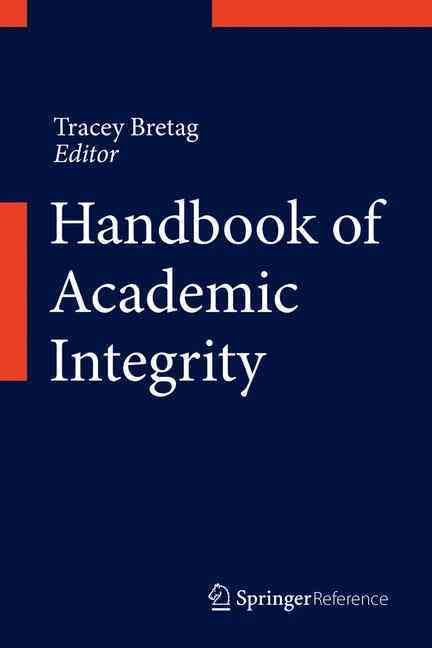 Tracey Bretag
Editor
Handbook of
Academic
Integrity
SpringerReference